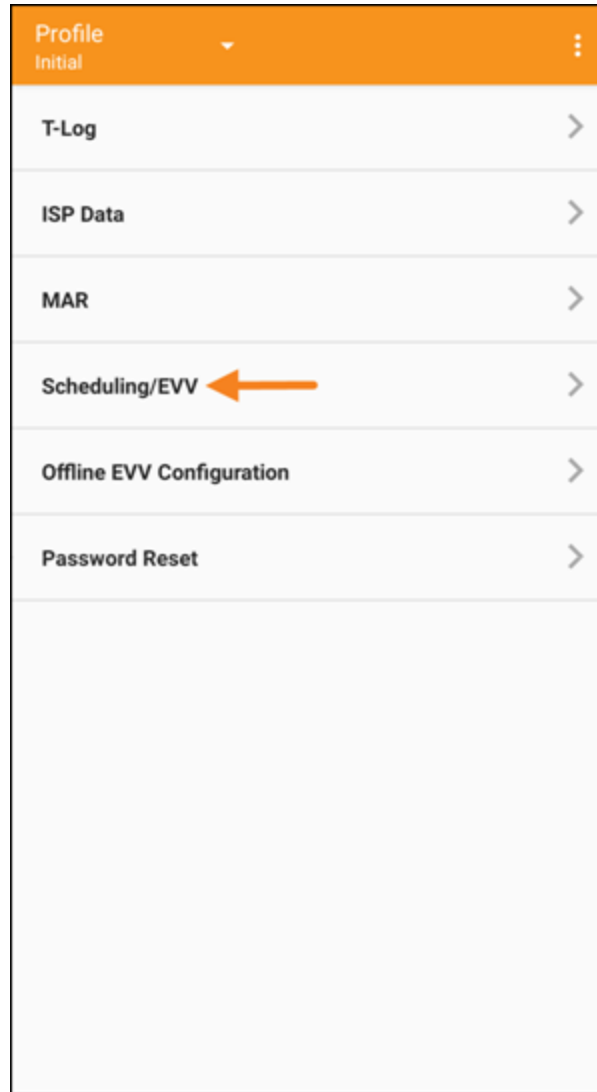 Profile
Initial
T-Log
ISP Data
MAR
Scheduling/EVV
Offline EVV Configuration
Password Reset